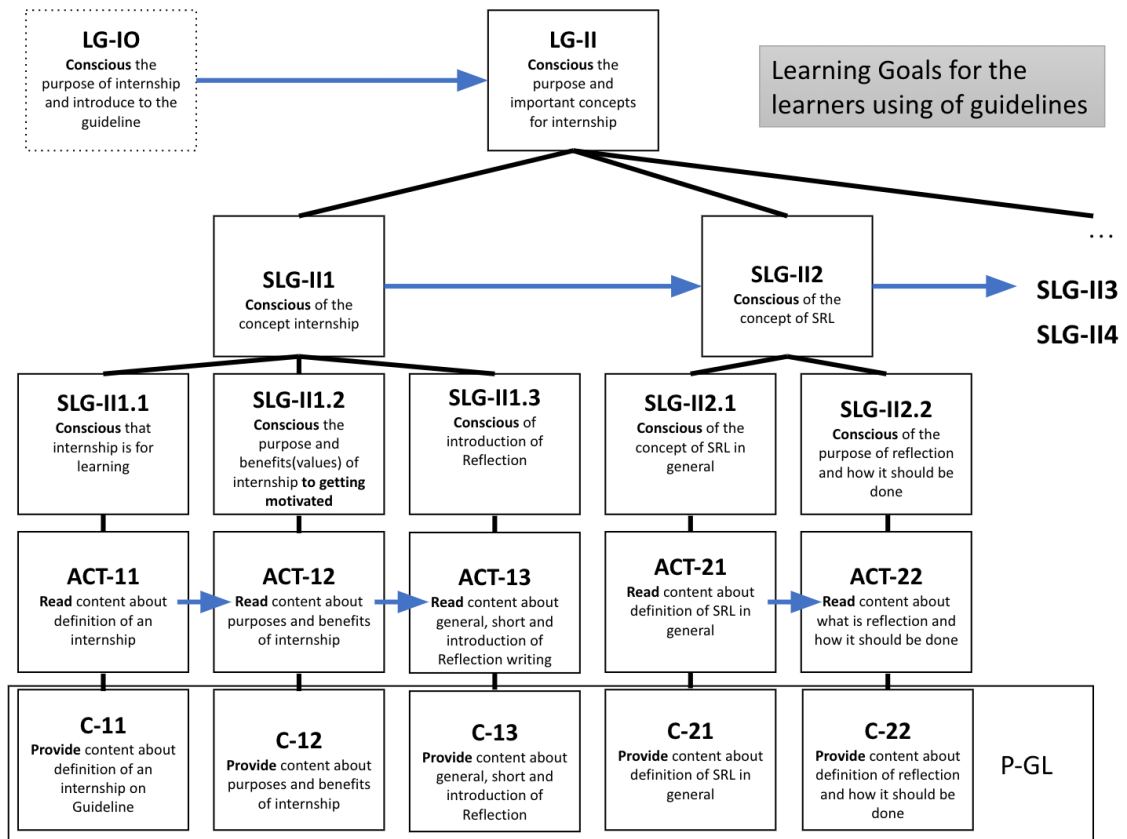 LG-IO
Conscious the
purpose of internship
and introduce to the
guideline
LG-II
Conscious the
purpose and
important concepts
for internship
Learning Goals for the
learners using of guidelines
SLG-II1
Conscious of the
concept internship
SLG-II2
Conscious of the
concept of SRL
...
SLG-II3
SLG-II4
SLG-II1.1
Conscious that
internship is for
learning
SLG-II1.2
Conscious the
purpose and
benefits(values) of
internship to getting
motivated
SLG-II1.3
Conscious of
introduction of
Reflection
SLG-II2.1
Conscious of the
concept of SRL in
general
SLG-II2.2
Conscious of the
purpose of reflection
and how it should be
done
ACT-11
Read content about
definition of an
internship
ACT-12
Read content about
purposes and benefits
of internship
ACT-13
Read content about
general, short and
introduction of
Reflection writing
ACT-21
Read content about
definition of SRL in
general
ACT-22
Read content about
what is reflection and
how it should be done
C-11
Provide content about
definition of an
internship on
Guideline
C-12
Provide content about
purposes and benefits
of internship
C-13
Provide content about
general, short and
introduction of
Reflection
C-21
Provide content about
definition of SRL in
general
C-22
Provide content about
definition of reflection
and how it should be
done
P-GL